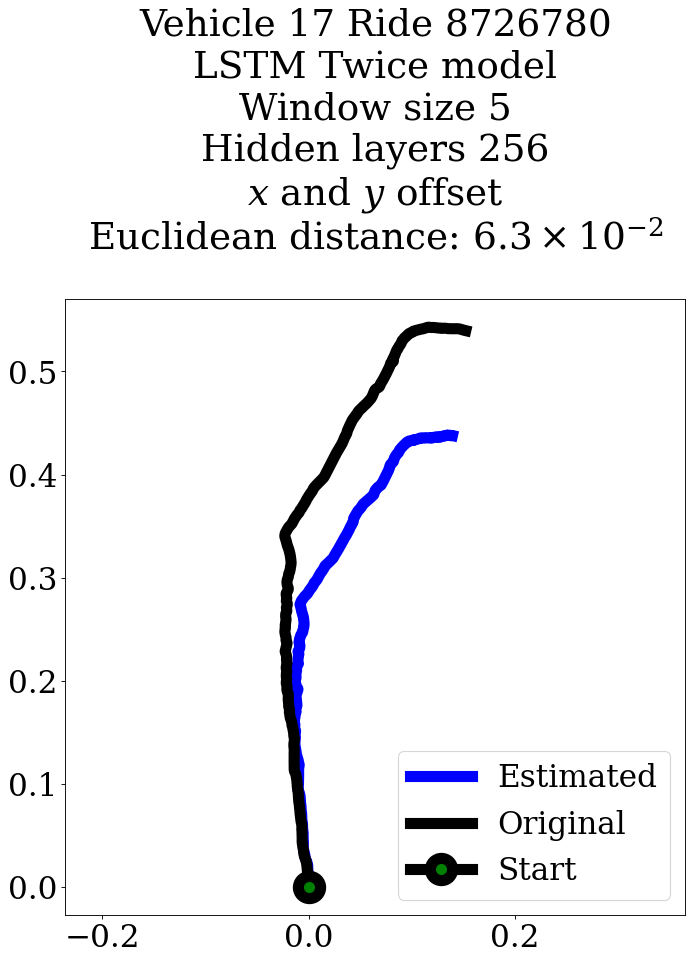 Vehicle 17 Ride 8726780
LSTM Twice model
Window size 5
Hidden layers 256
x and y offset
Euclidean distance: 6.3 × 10⁻²
0.5
0.4
0.3
0.2
0.1
0.0
Estimated
Original
Start
−0.2 0.0 0.2